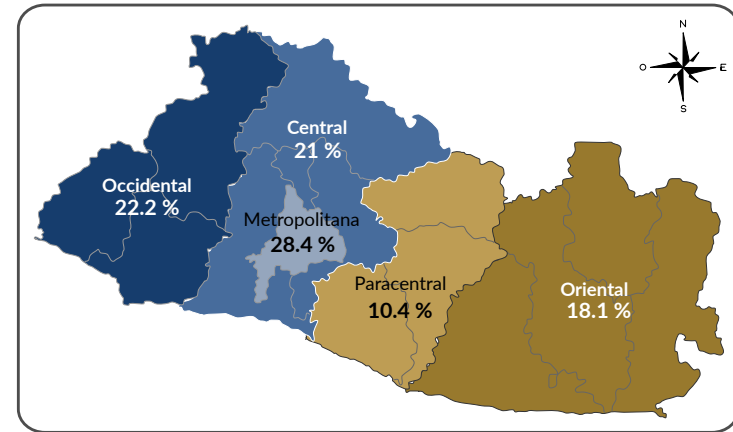 N
O E
S
Central
21 %
Occidental
22.2 %
Metropolitana
28.4 %
Paracentral
10.4 %
Oriental
18.1 %